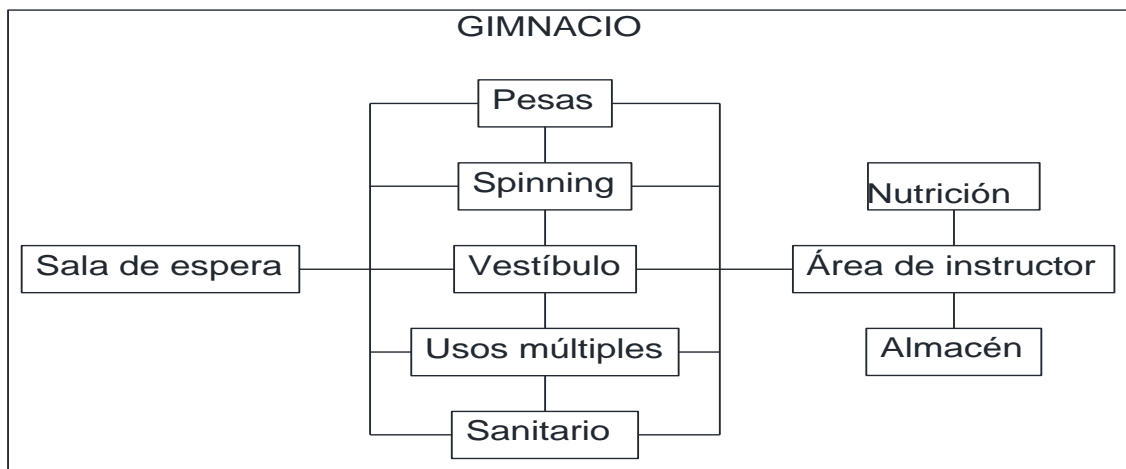 GIMNACIO
Pesas
Spinning
Nutrición
Sala de espera
Vestíbulo
Área de instructor
Usos múltiples
Almacén
Sanitario